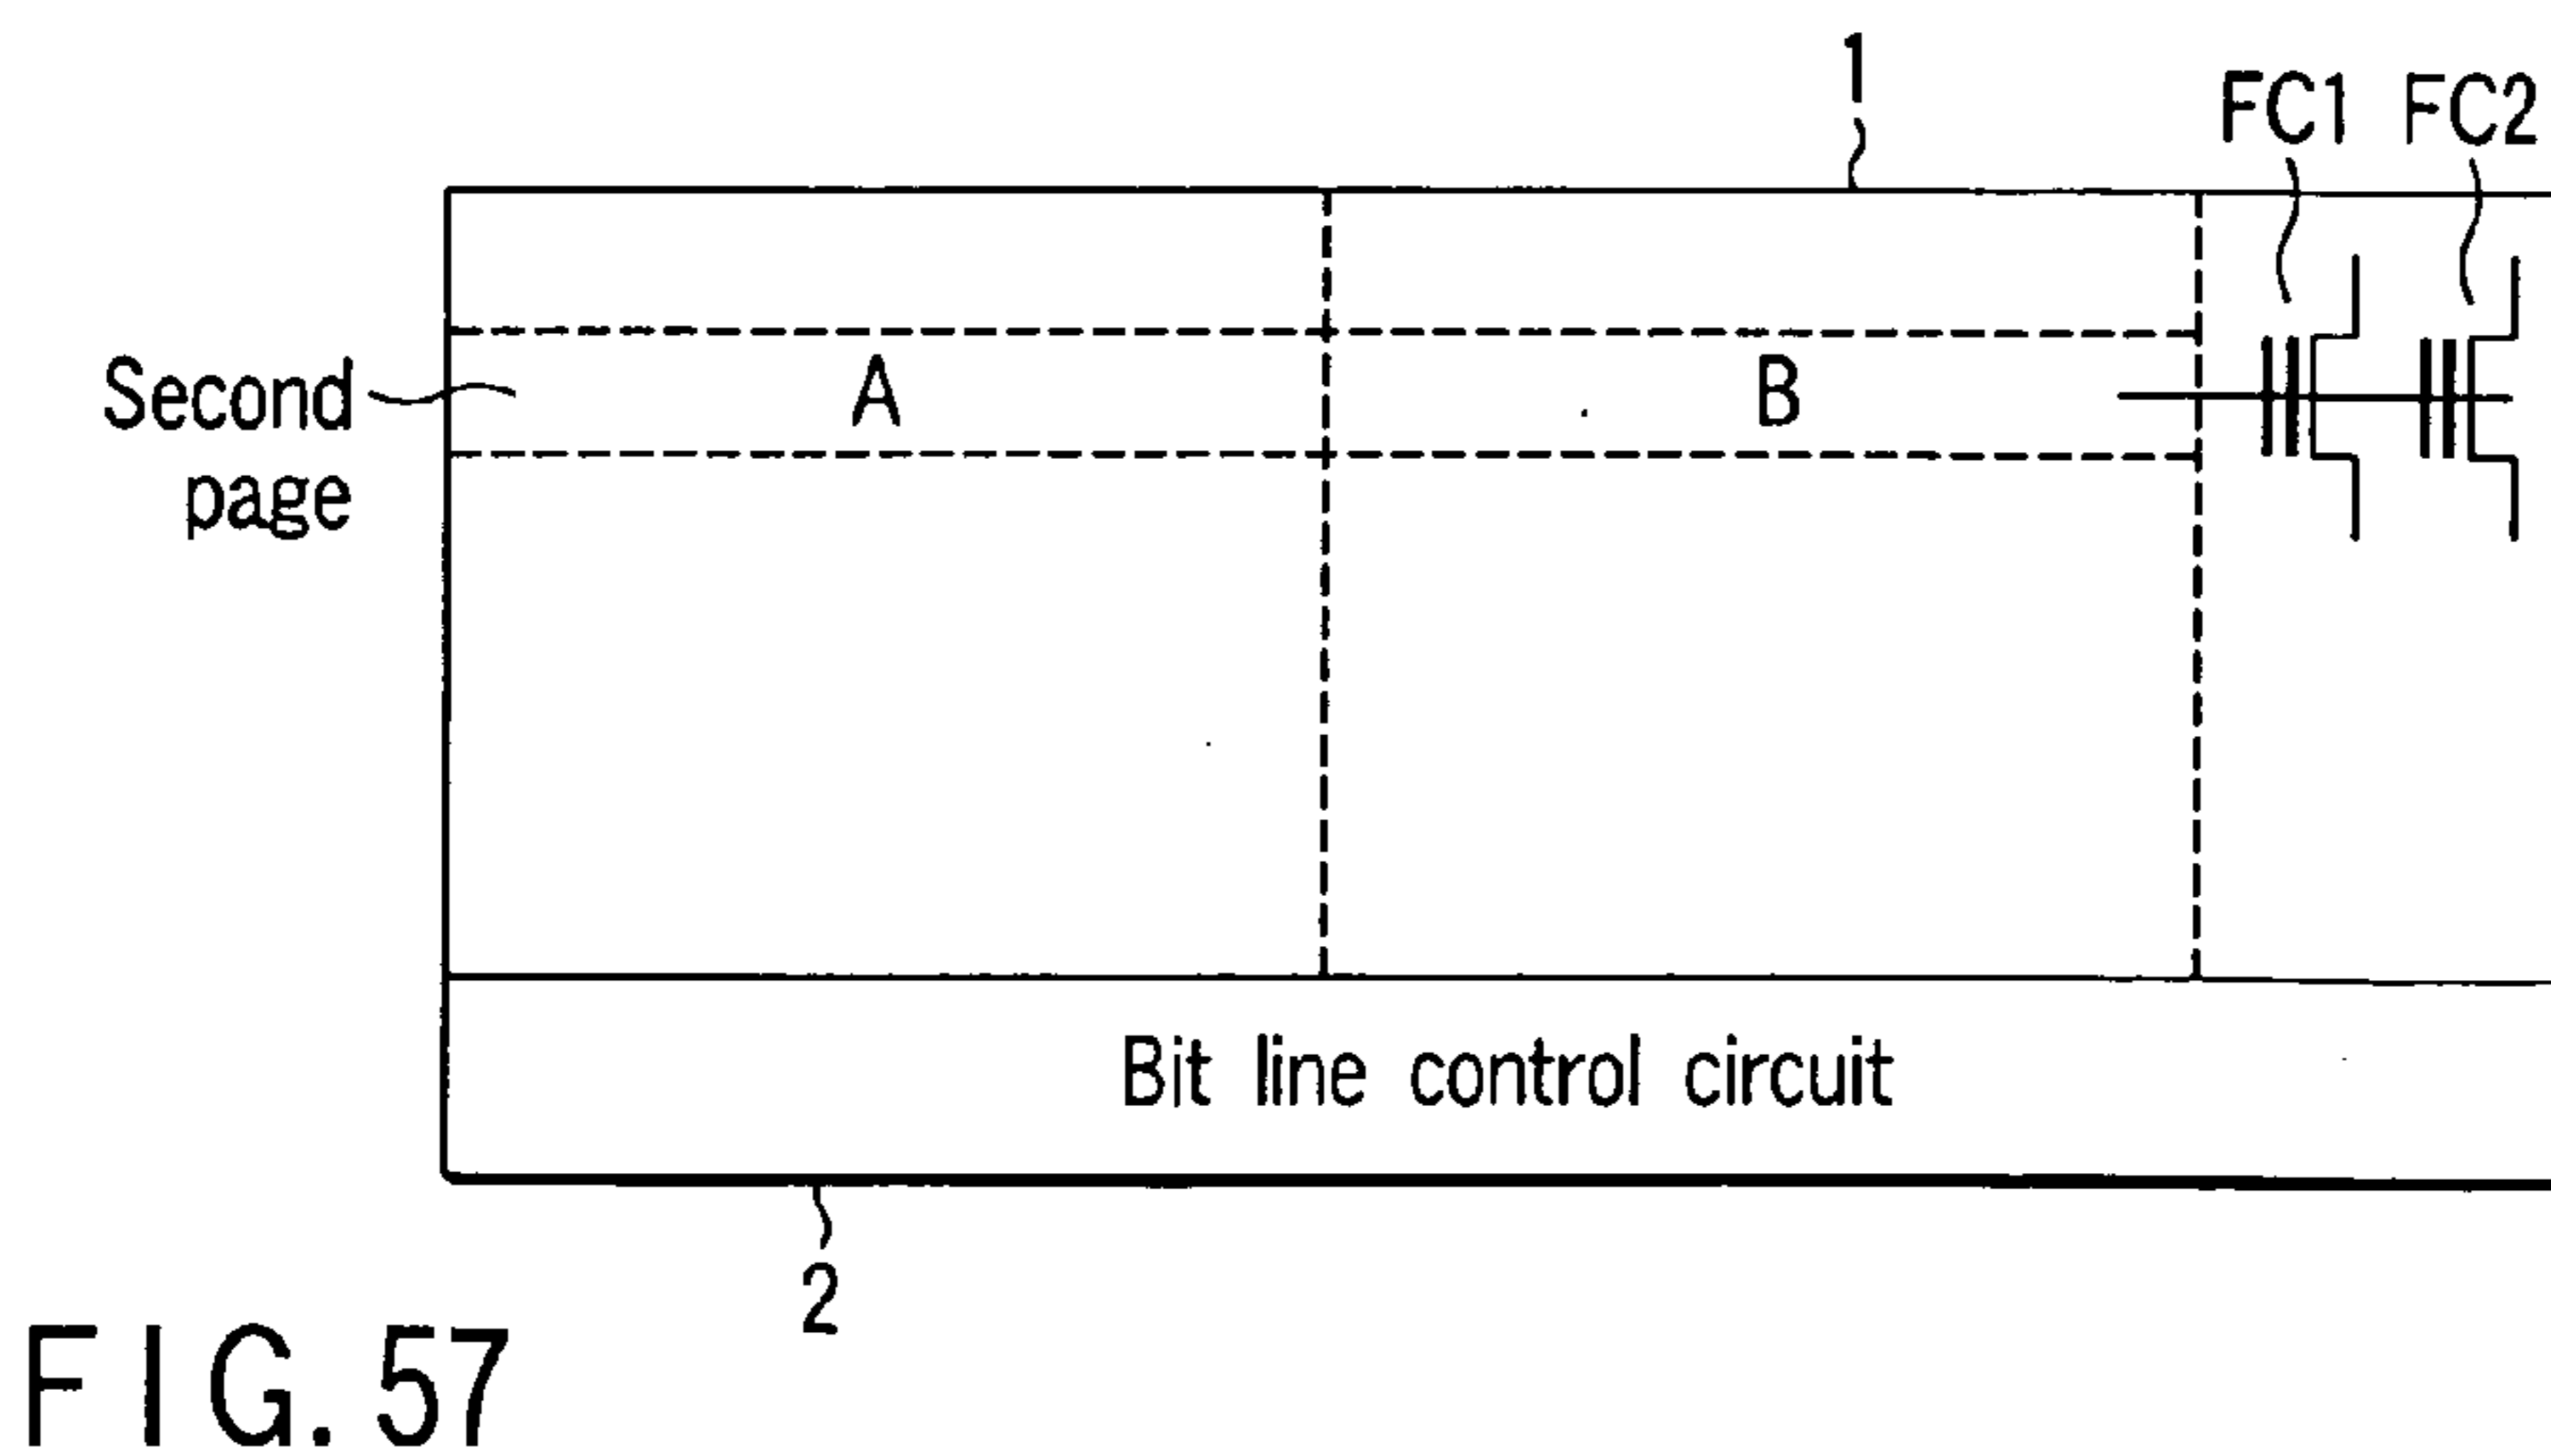 1
FC1 FC2
Second
page
A
B
Bit line control circuit
2
FIG. 57